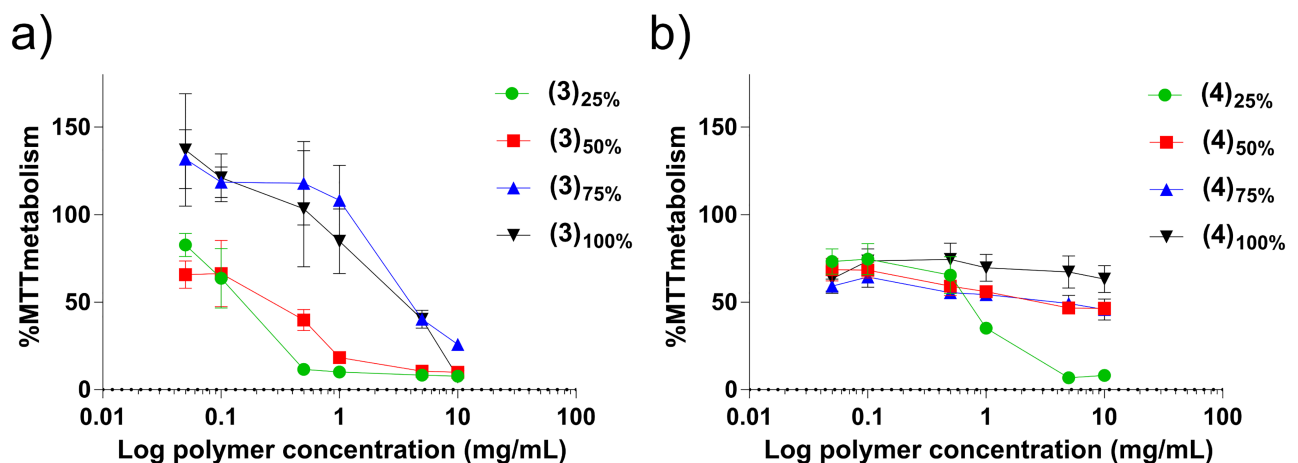 a)
%MTTmetabolism
150
100
50
0
0.01 0.1 1 10 100
Log polymer concentration (mg/mL)
(3)25%
(3)50%
(3)75%
(3)100%
b)
%MTTmetabolism
150
100
50
0
0.01 0.1 1 10 100
Log polymer concentration (mg/mL)
(4)25%
(4)50%
(4)75%
(4)100%